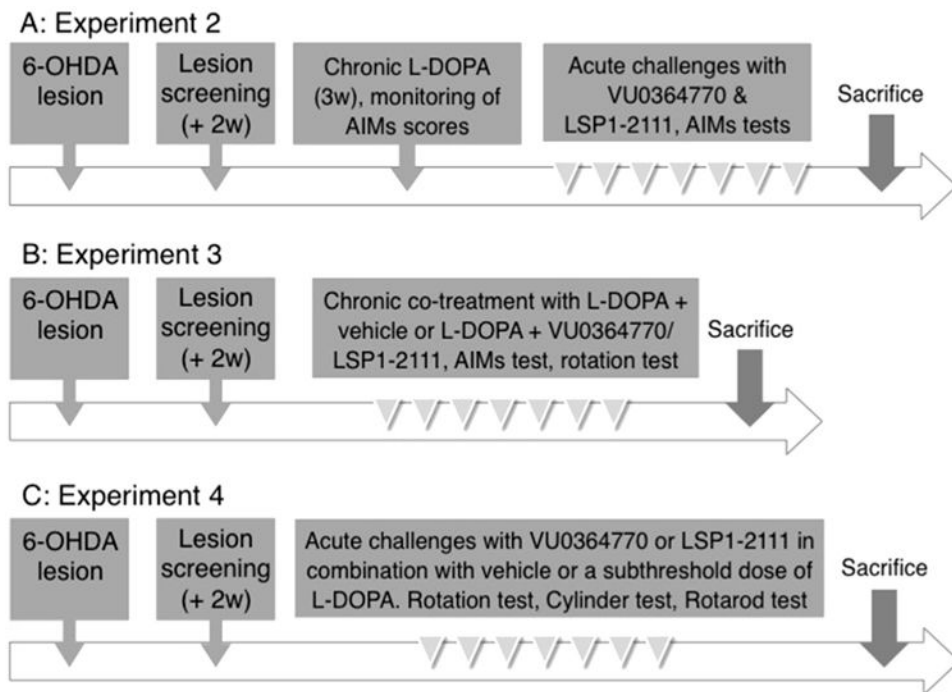 A: Experiment 2
6-OHDA
lesion
Lesion
screening
(+ 2w)
Chronic L-DOPA
(3w), monitoring of
AIMs scores
Acute challenges with
VU0364770 &
LSP1-2111, AIMs tests
Sacrifice
B: Experiment 3
6-OHDA
lesion
Lesion
screening
(+ 2w)
Chronic co-treatment with L-DOPA +
vehicle or L-DOPA + VU0364770/
LSP1-2111, AIMs test, rotation test
Sacrifice
C: Experiment 4
6-OHDA
lesion
Lesion
screening
(+ 2w)
Acute challenges with VU0364770 or LSP1-2111 in
combination with vehicle or a subthreshold dose of
L-DOPA. Rotation test, Cylinder test, Rotarod test
Sacrifice